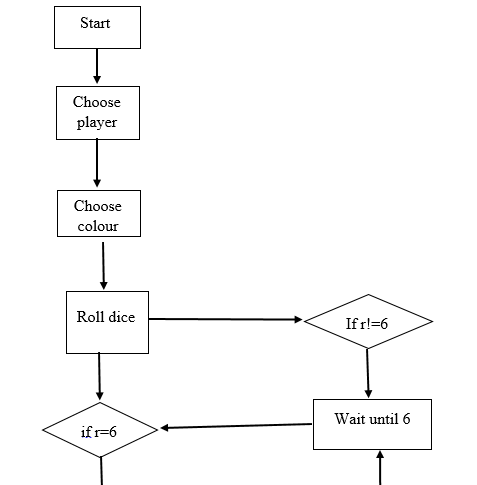 Start
Choose
player
Choose
colour
Roll dice
If r!=6
if r=6
Wait until 6